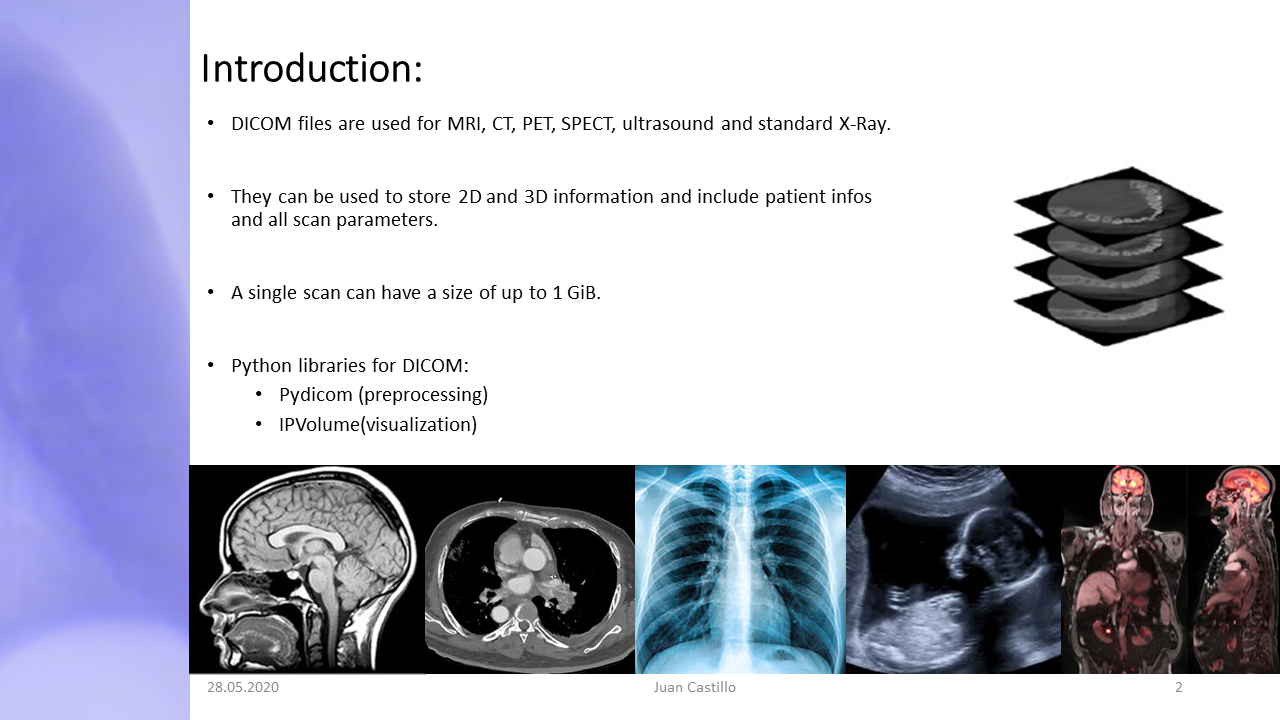 Introduction:
• DICOM files are used for MRI, CT, PET, SPECT, ultrasound and standard X-Ray.
• They can be used to store 2D and 3D information and include patient infos
and all scan parameters.
• A single scan can have a size of up to 1 GiB.
• Python libraries for DICOM:
• Pydicom (preprocessing)
• IPVolume(visualization)
28.05.2020
Juan Castillo
2